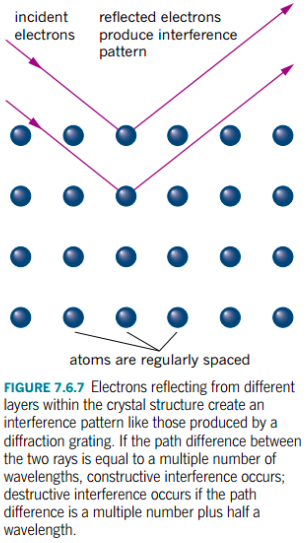 incident
electrons
reflected electrons
produce interference
pattern
atoms are regularly spaced
FIGURE 7.6.7 Electrons reflecting from different
layers within the crystal structure create an
interference pattern like those produced by a
diffraction grating. If the path difference between
the two rays is equal to a multiple number of
wavelengths, constructive interference occurs;
destructive interference occurs if the path
difference is a multiple number plus half a
wavelength.